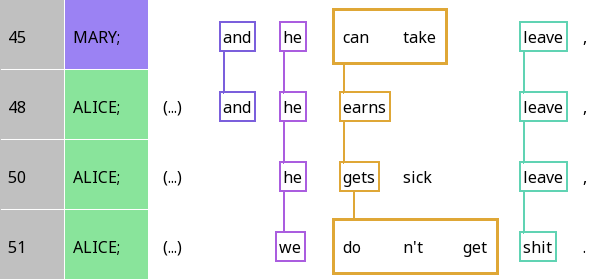 45 MARY; and he can take leave ,
48 ALICE; (...) and he earns leave ,
50 ALICE; (...) he gets sick leave ,
51 ALICE; (...) we do n't get shit .